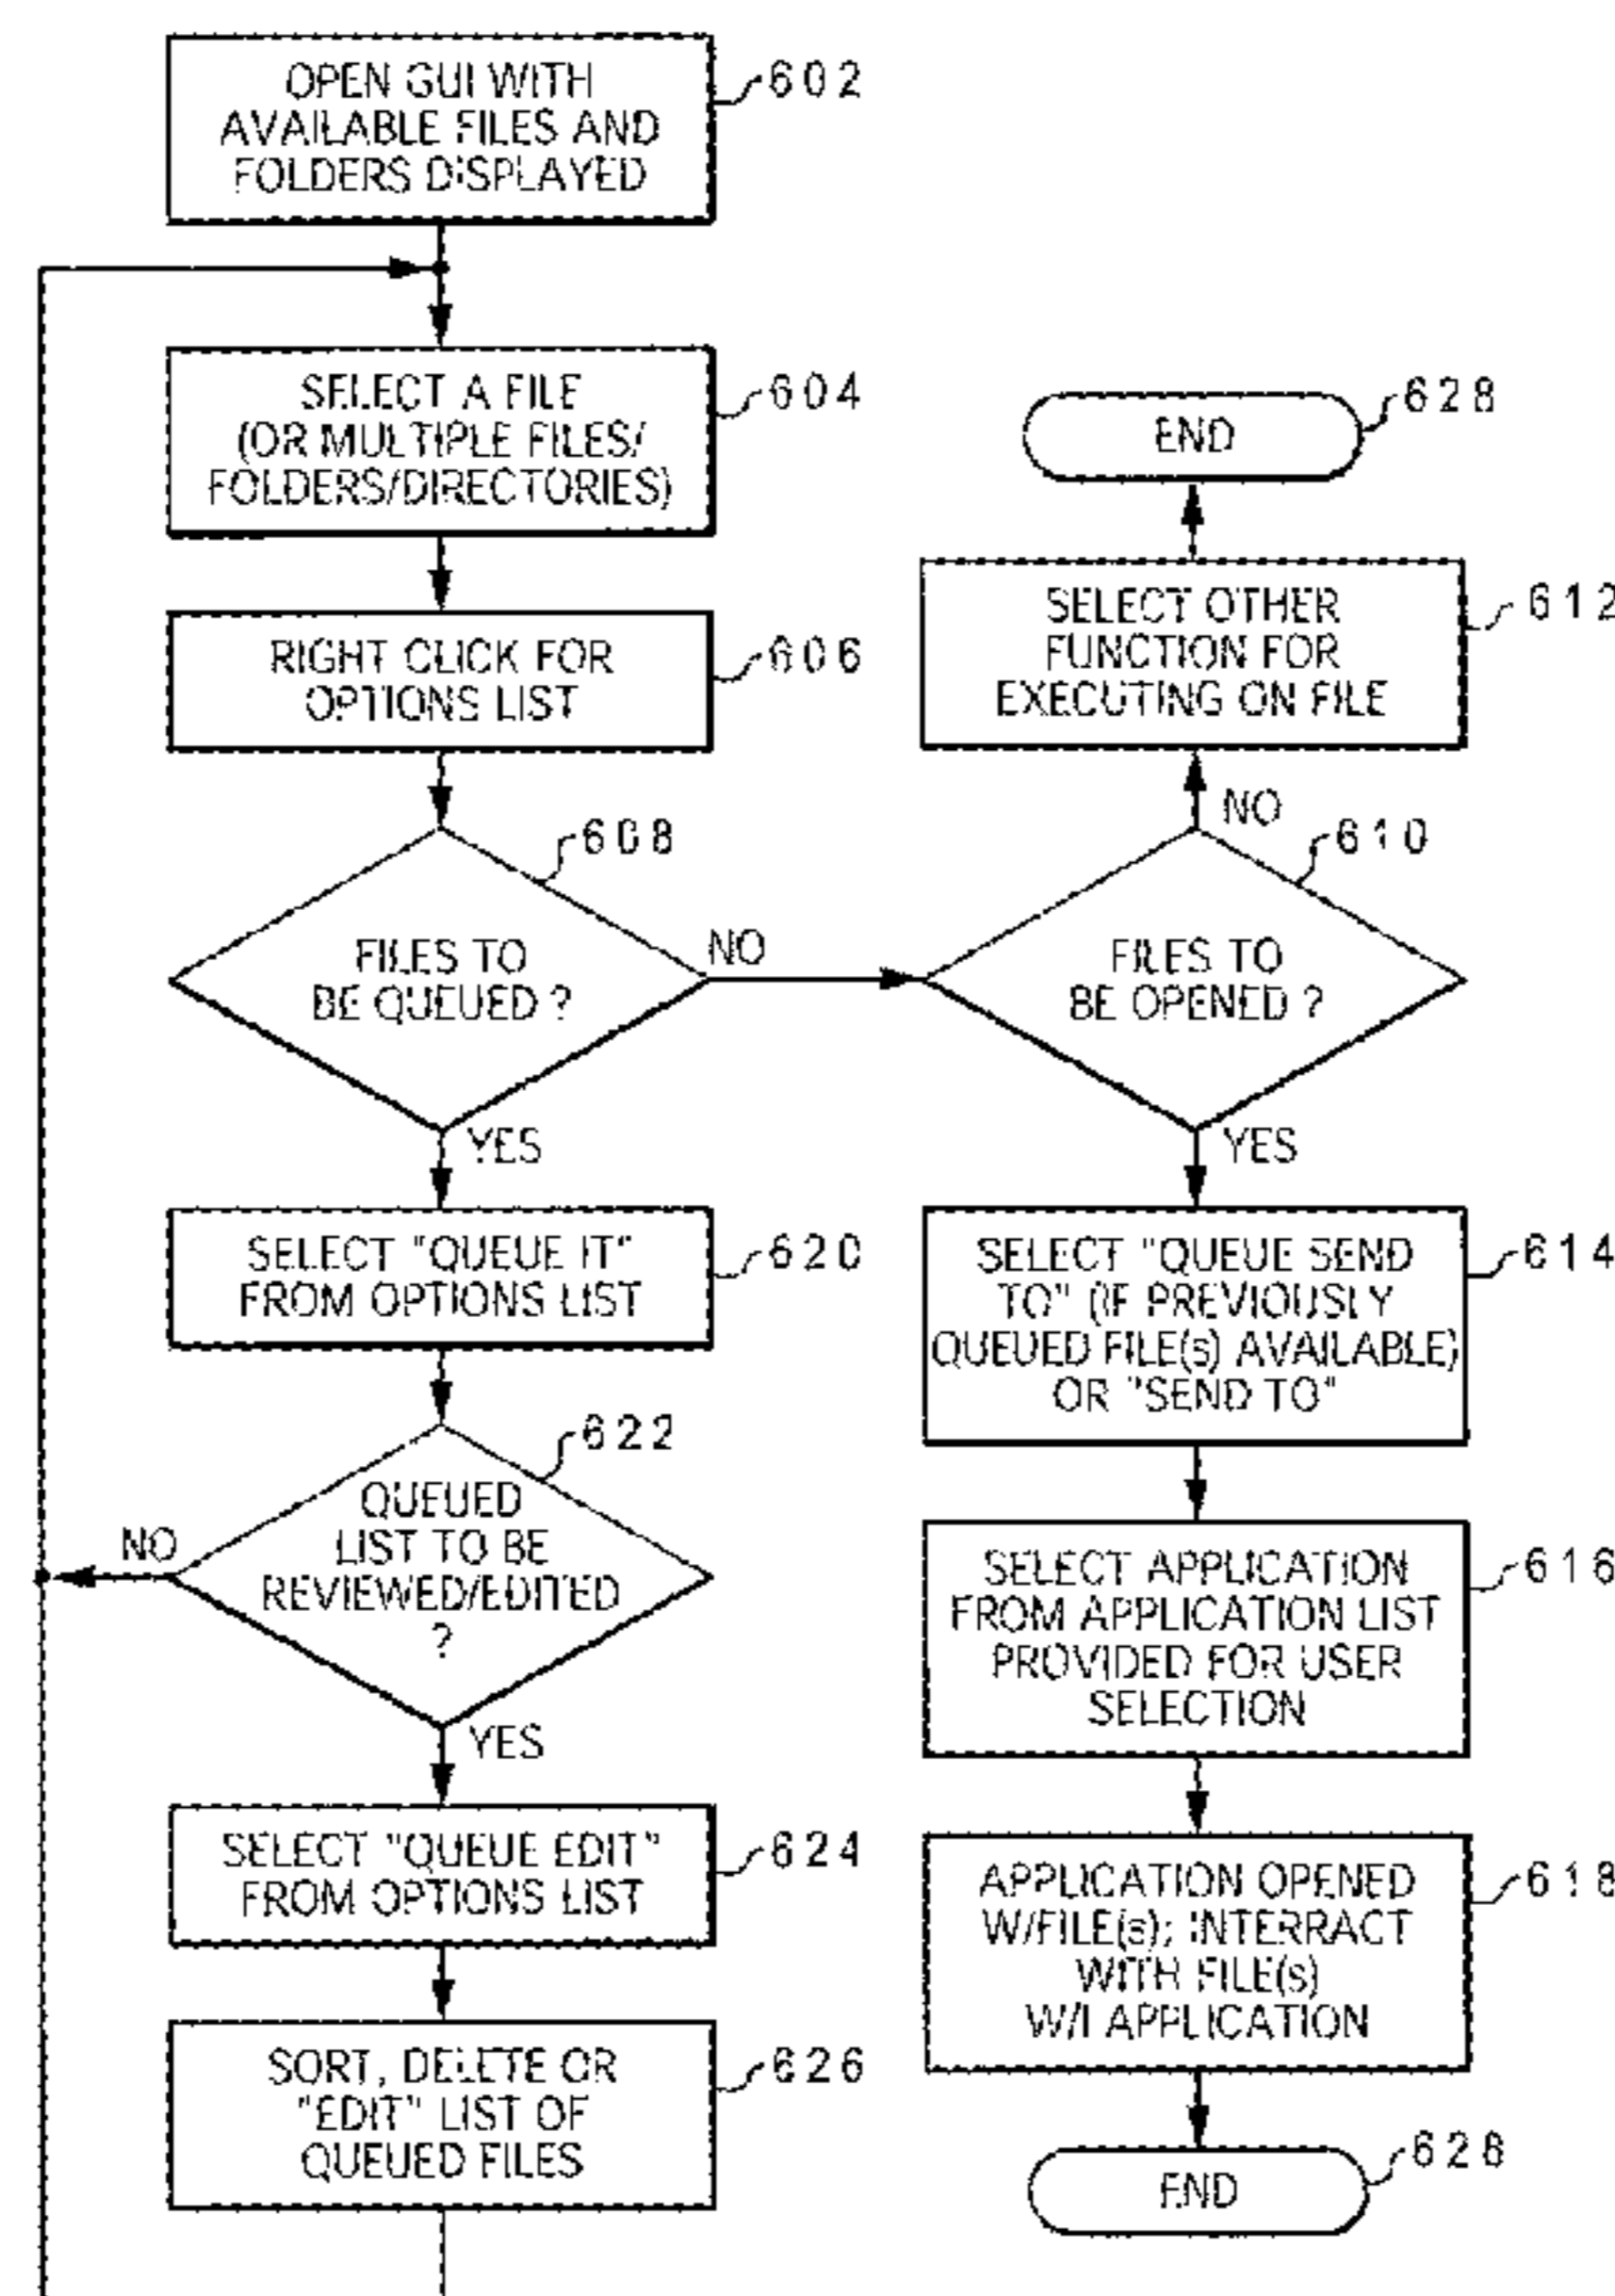 OPEN GUI WITH
AVAILABLE FILES AND
FOLDERS DISPLAYED
602
SELECT A FILE
(OR MULTIPLE FILES/
FOLDERS/DIRECTORIES)
604
RIGHT CLICK FOR
OPTIONS LIST
606
608
FILES TO
BE QUEUED ?
NO
YES
END
628
SELECT OTHER
FUNCTION FOR
EXECUTING ON FILE
612
NO
610
FILES TO
BE OPENED ?
YES
SELECT "QUEUE IT"
FROM OPTIONS LIST
620
622
QUEUED
LIST TO BE
REVIEWED/EDITED
?
NO
YES
SELECT "QUEUE EDIT"
FROM OPTIONS LIST
624
SORT, DELETE OR
"EDIT" LIST OF
QUEUED FILES
626
SELECT "QUEUE SEND
TO" (IF PREVIOUSLY
QUEUED FILE(s) AVAILABLE)
OR "SEND TO"
614
SELECT APPLICATION
FROM APPLICATION LIST
PROVIDED FOR USER
SELECTION
616
APPLICATION OPENED
W/FILE(s); INTERRACT
WITH FILE(s)
W/I APPLICATION
618
END
628